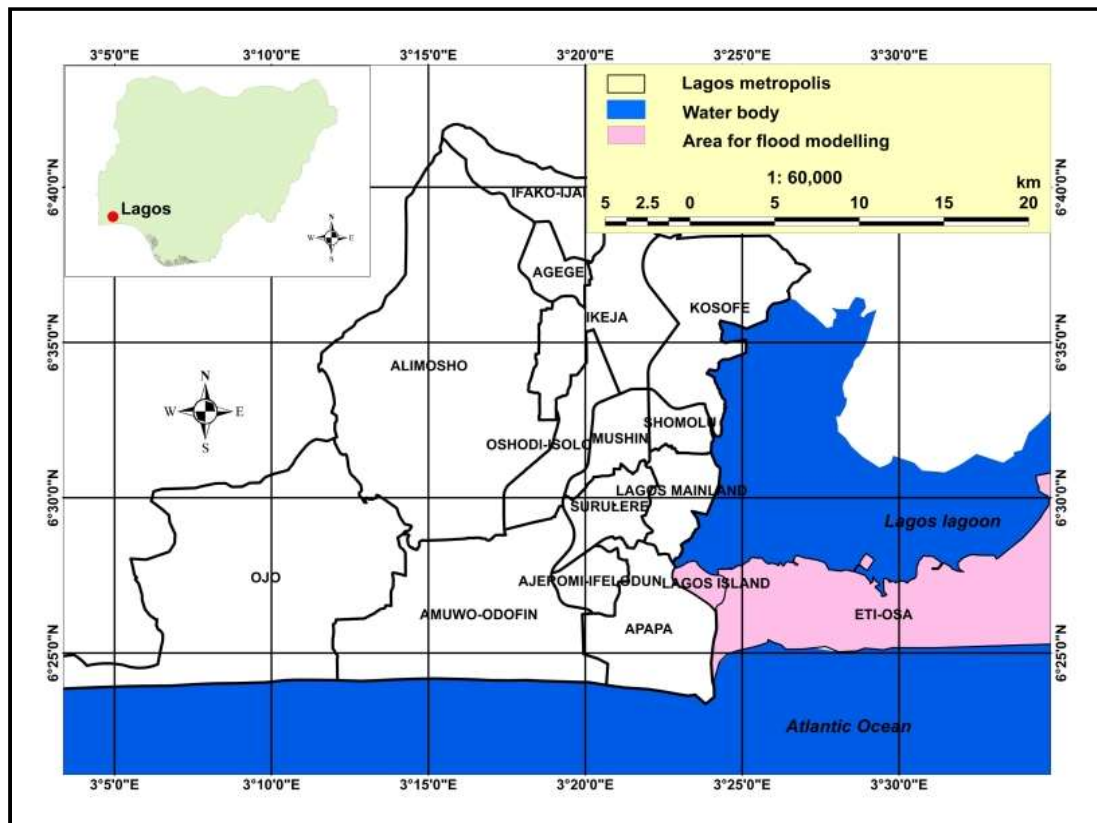 3°5'0"E 3°10'0"E 3°15'0"E 3°20'0"E 3°25'0"E 3°30'0"E
Lagos
N
W E
S
Lagos metropolis
Water body
Area for flood modelling
1: 60,000
km
5 2.5 0 5 10 15 20
6°40'0"N 6°40'0"N
IFAKO-IJAI
AGEGE
KOSOFE
IKEJA
6°35'0"N 6°35'0"N
ALIMOSHO
N
W E
S
SHOMOLU
OSHODI-ISOLO MUSHIN
LAGOS MAINLAND
6°30'0"N 6°30'0"N
SURULERE
Lagos lagoon
OJO
AJEROMI-IFELODUN LAGOS ISLAND
AMUWO-ODOFIN
APAPA
ETI-OSA
6°25'0"N 6°25'0"N
Atlantic Ocean
3°5'0"E 3°10'0"E 3°15'0"E 3°20'0"E 3°25'0"E 3°30'0"E